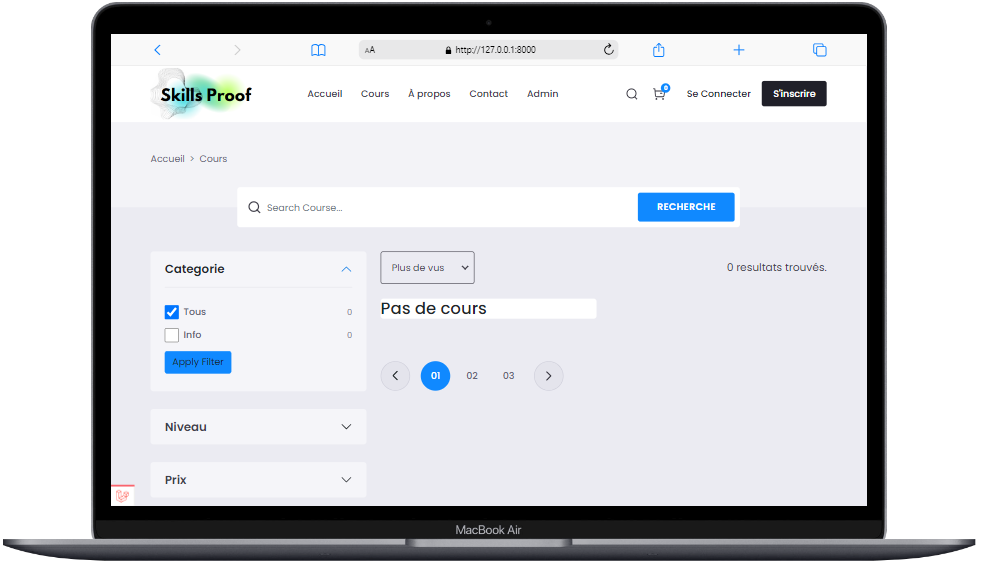 AA http://127.0.0.1:8000
Skills Proof Accueil Cours À propos Contact Admin 0 Se Connecter S'inscrire
Accueil > Cours
Search Course... RECHERCHE
Categorie
Tous 0
Info 0
Apply Filter
Niveau
Prix
Plus de vus
0 resultats trouvés.
Pas de cours
01 02 03
MacBook Air